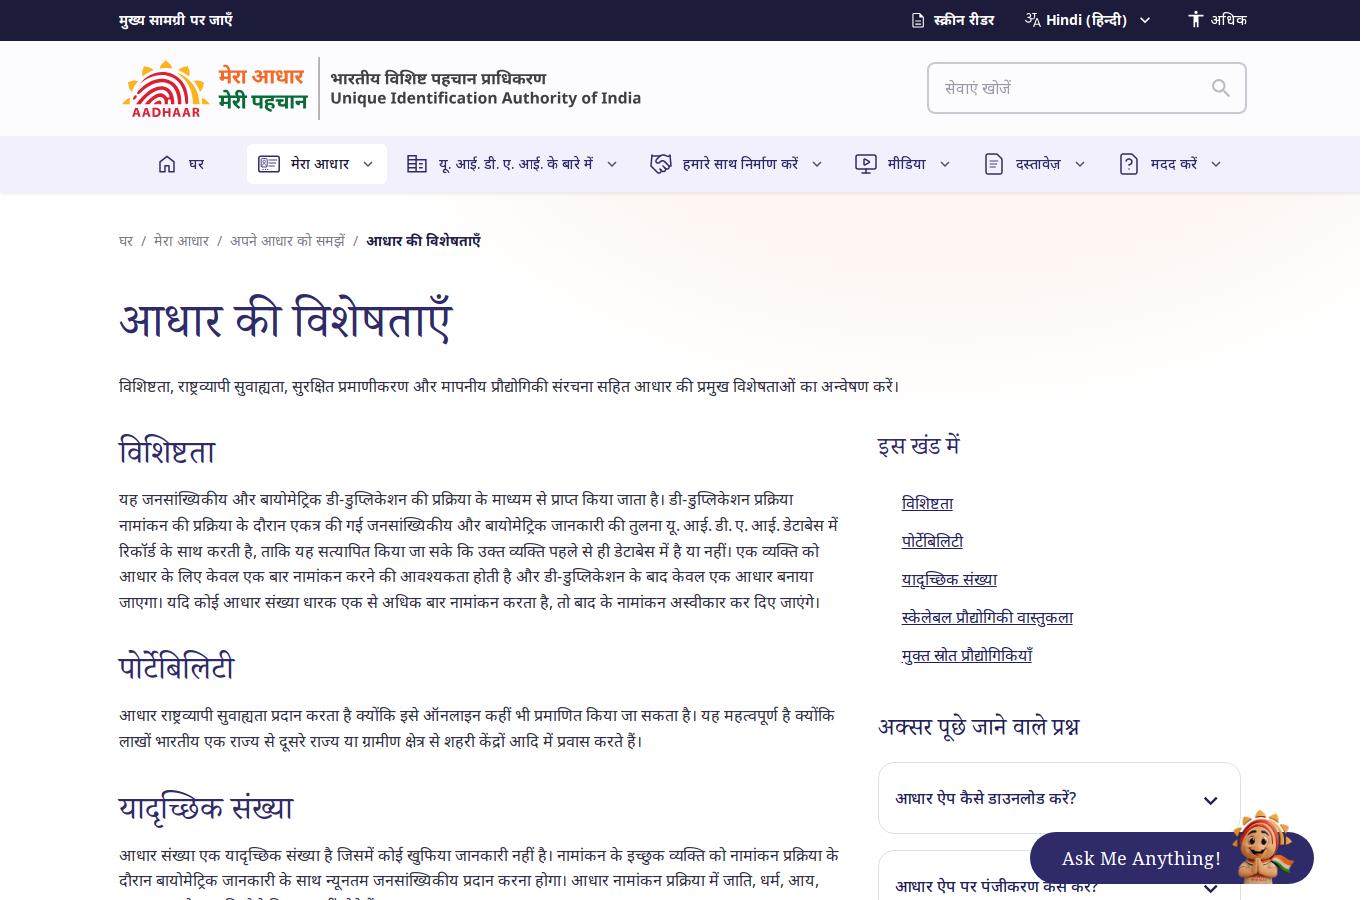 मुख्य सामग्री पर जाएँ
स्क्रीन रीडर
Hindi (हिन्दी)
अधिक
AADHAAR
मेरा आधार
मेरी पहचान
भारतीय विशिष्ट पहचान प्राधिकरण
Unique Identification Authority of India
सेवाएं खोजें
घर
मेरा आधार
यू. आई. डी. ए. आई. के बारे में
हमारे साथ निर्माण करें
मीडिया
दस्तावेज़
मदद करें
घर / मेरा आधार / अपने आधार को समझें / आधार की विशेषताएँ
आधार की विशेषताएँ
विशिष्टता, राष्ट्रव्यापी सुवाह्यता, सुरक्षित प्रमाणीकरण और मापनीय प्रौद्योगिकी संरचना सहित आधार की प्रमुख विशेषताओं का अन्वेषण करें।
विशिष्टता
यह जनसांख्यिकीय और बायोमेट्रिक डी-डुप्लिकेशन की प्रक्रिया के माध्यम से प्राप्त किया जाता है। डी-डुप्लिकेशन प्रक्रिया
नामांकन की प्रक्रिया के दौरान एकत्र की गई जनसांख्यिकीय और बायोमेट्रिक जानकारी की तुलना यू. आई. डी. ए. आई. डेटाबेस में
रिकॉर्ड के साथ करती है, ताकि यह सत्यापित किया जा सके कि उक्त व्यक्ति पहले से ही डेटाबेस में है या नहीं। एक व्यक्ति को
आधार के लिए केवल एक बार नामांकन करने की आवश्यकता होती है और डी-डुप्लिकेशन के बाद केवल एक आधार बनाया
जाएगा। यदि कोई आधार संख्या धारक एक से अधिक बार नामांकन करता है, तो बाद के नामांकन अस्वीकार कर दिए जाएंगे।
पोर्टेबिलिटी
आधार राष्ट्रव्यापी सुवाह्यता प्रदान करता है क्योंकि इसे ऑनलाइन कहीं भी प्रमाणित किया जा सकता है। यह महत्वपूर्ण है क्योंकि
लाखों भारतीय एक राज्य से दूसरे राज्य या ग्रामीण क्षेत्र से शहरी केंद्रों आदि में प्रवास करते हैं।
यादृच्छिक संख्या
आधार संख्या एक यादृच्छिक संख्या है जिसमें कोई खुफिया जानकारी नहीं है। नामांकन के इच्छुक व्यक्ति को नामांकन प्रक्रिया के
दौरान बायोमेट्रिक जानकारी के साथ न्यूनतम जनसांख्यिकीय प्रदान करना होगा। आधार नामांकन प्रक्रिया में जाति, धर्म, आय,
इस खंड में
विशिष्टता
पोर्टेबिलिटी
यादृच्छिक संख्या
स्केलेबल प्रौद्योगिकी वास्तुकला
मुक्त स्रोत प्रौद्योगिकियाँ
अक्सर पूछे जाने वाले प्रश्न
आधार ऐप कैसे डाउनलोड करें?
Ask Me Anything!
आधार ऐप पर पंजीकरण कैसे करें?